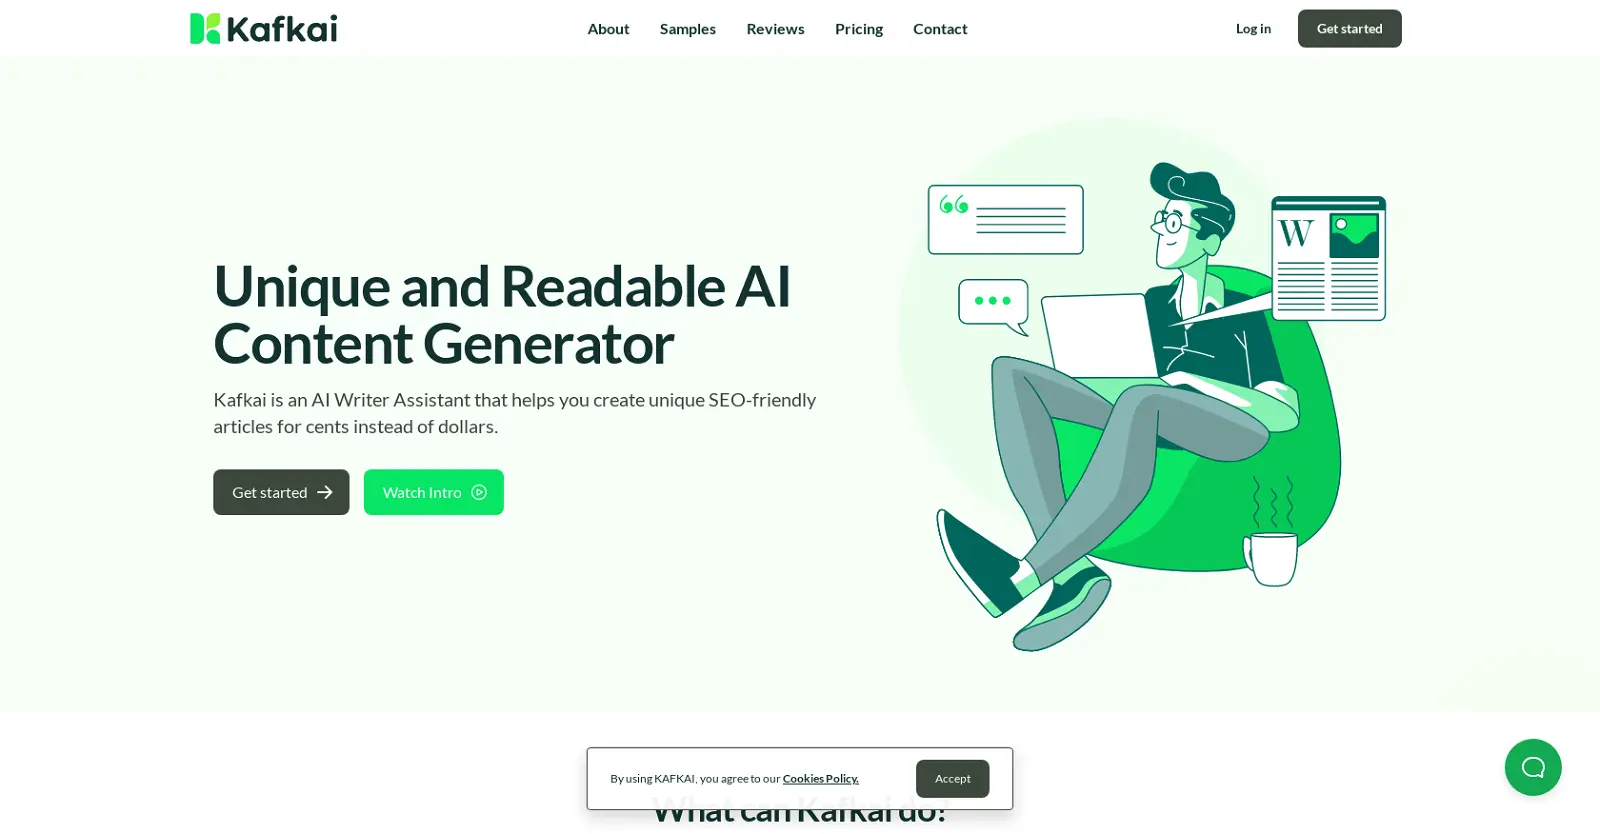 Kafkai
About
Samples
Reviews
Pricing
Contact
Log in
Get started
W
Unique and Readable AI
Content Generator
Kafkai is an AI Writer Assistant that helps you create unique SEO-friendly
articles for cents instead of dollars.
Get started
Watch Intro
By using KAFKAI, you agree to our Cookies Policy.
Accept
What can Kafkai do?